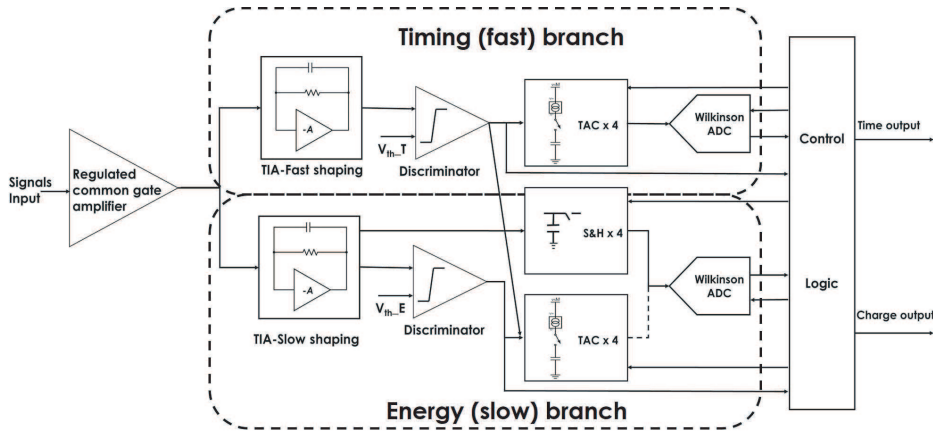 Timing (fast) branch
-A
TIA-Fast shaping
V_th_T
Discriminator
TAC x 4
Wilkinson
ADC
Control
Time output
Signals
Input
Regulated
common gate
amplifier
S&H x 4
-A
TIA-Slow shaping
V_th_E
Discriminator
TAC x 4
Wilkinson
ADC
Logic
Charge output
Energy (slow) branch